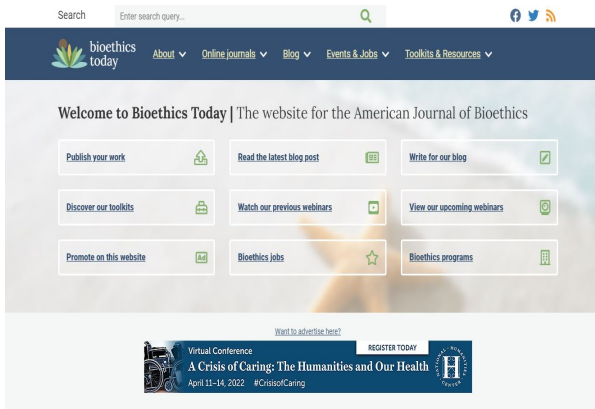 Search
Enter search query...
bioethics
today
About
Online journals
Blog
Events & Jobs
Toolkits & Resources
Welcome to Bioethics Today | The website for the American Journal of Bioethics
Publish your work
Read the latest blog post
Write for our blog
Discover our toolkits
Watch our previous webinars
View our upcoming webinars
Promote on this website
Ad
Bioethics jobs
Bioethics programs
Want to advertise here?
Virtual Conference
REGISTER TODAY
A Crisis of Caring: The Humanities and Our Health
April 11–14, 2022 #CrisisofCaring
NATIONAL HUMANITIES CENTER
H